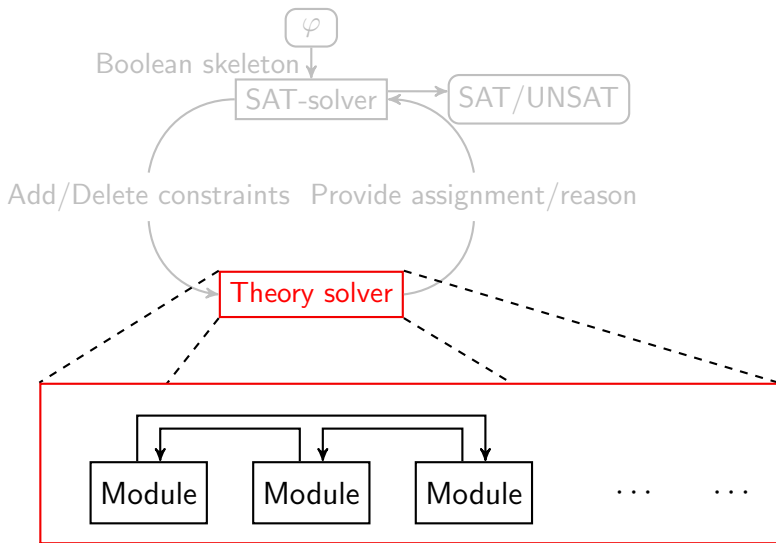 φ
Boolean skeleton
SAT-solver
SAT/UNSAT
Add/Delete constraints
Provide assignment/reason
Theory solver
Module
Module
Module
...
...